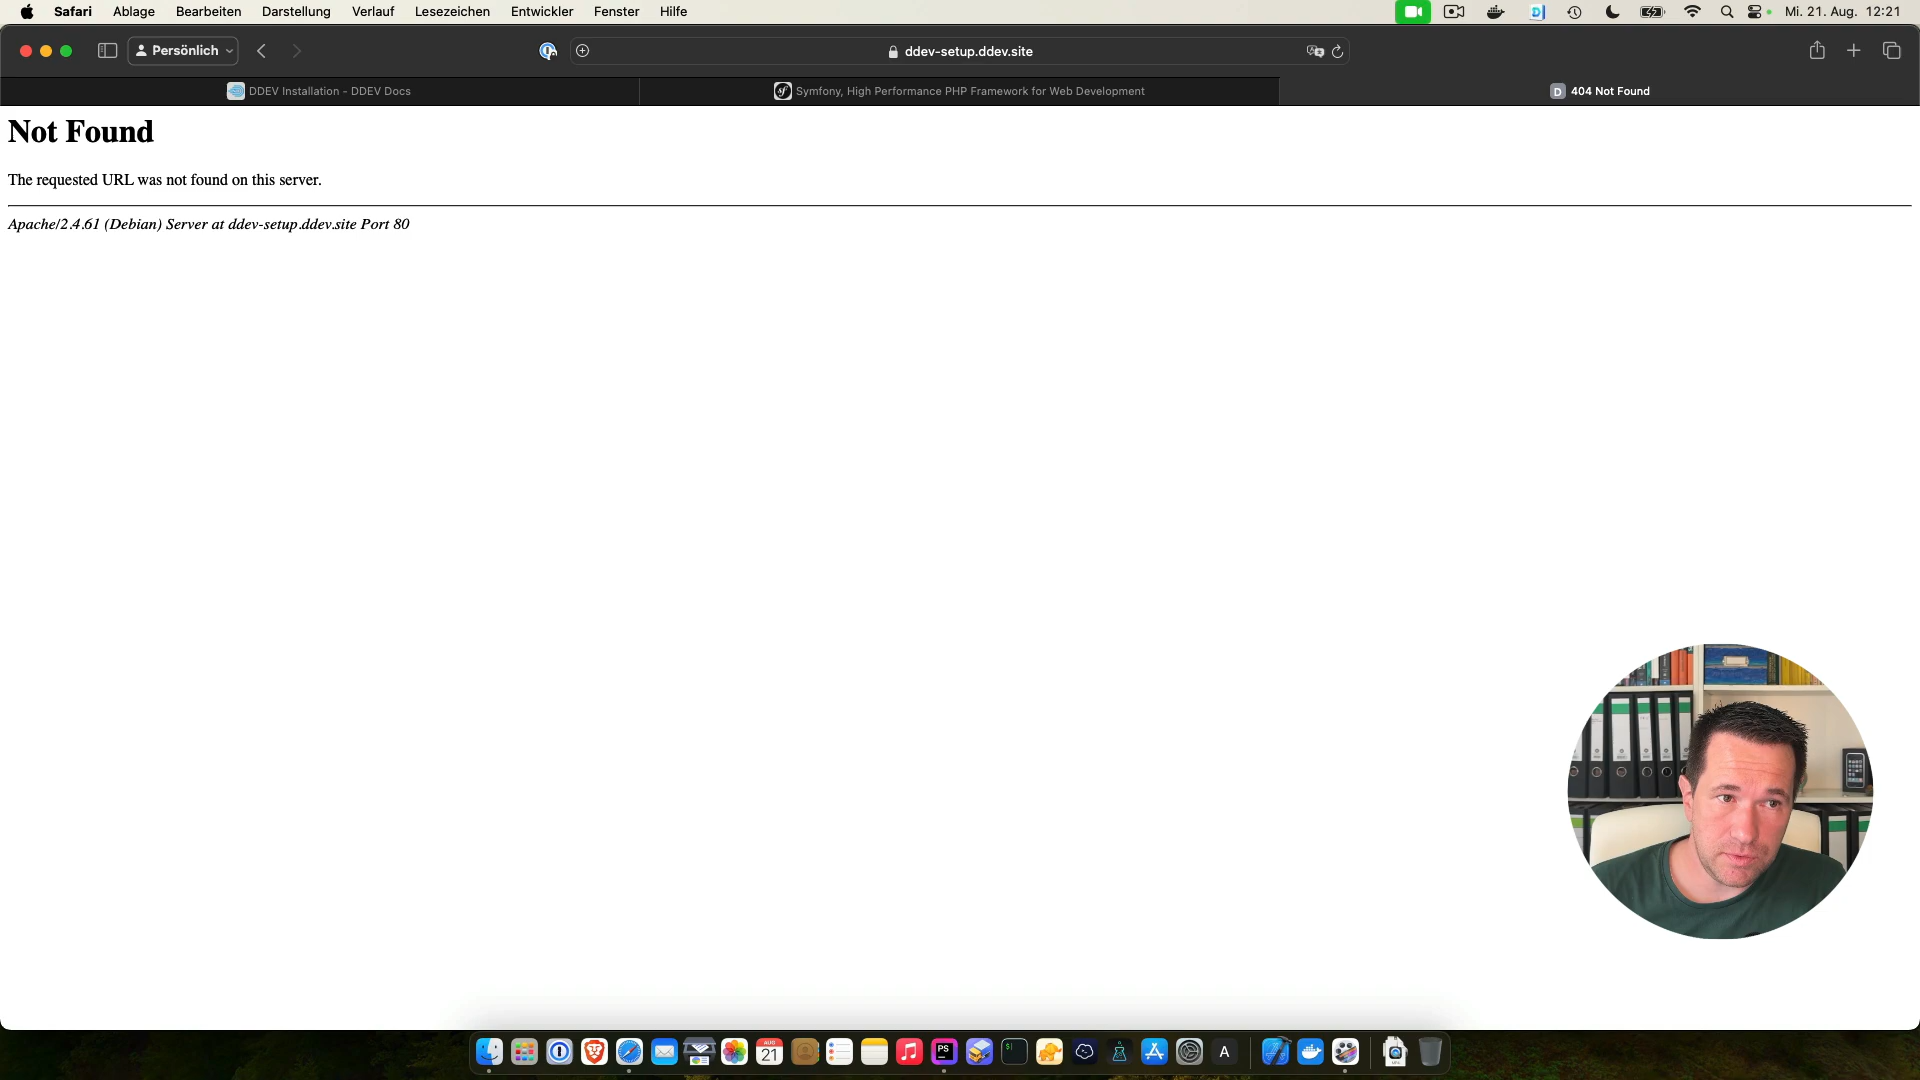 Safari Ablage Bearbeiten Darstellung Verlauf Lesezeichen Entwickler Fenster Hilfe Mi. 21. Aug. 12:21
Persönlich ddev-setup.ddev.site
DDEV Installation - DDEV Docs Symfony, High Performance PHP Framework for Web Development D 404 Not Found
Not Found
The requested URL was not found on this server.
Apache/2.4.61 (Debian) Server at ddev-setup.ddev.site Port 80
AUG
21
PS
A